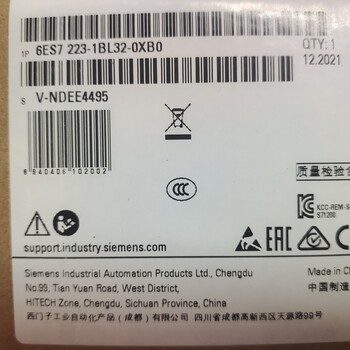 1P 6ES7 223-1BL32-0XB0
QTY: 1
12.2021
S V-NDEE4495
质量检验合
CCC
KCC-REM-S
S71200
support.industry.siemens.com
EAC
Siemens Industrial Automation Products Ltd., Chengdu
No.99, Tian Yuan Road, West District,
HITECH Zone, Chengdu, Sichuan Province, China
Made in C
中国制造
西门子工业自动化产品（成都）有限公司 四川省成都高新西区天源路99号